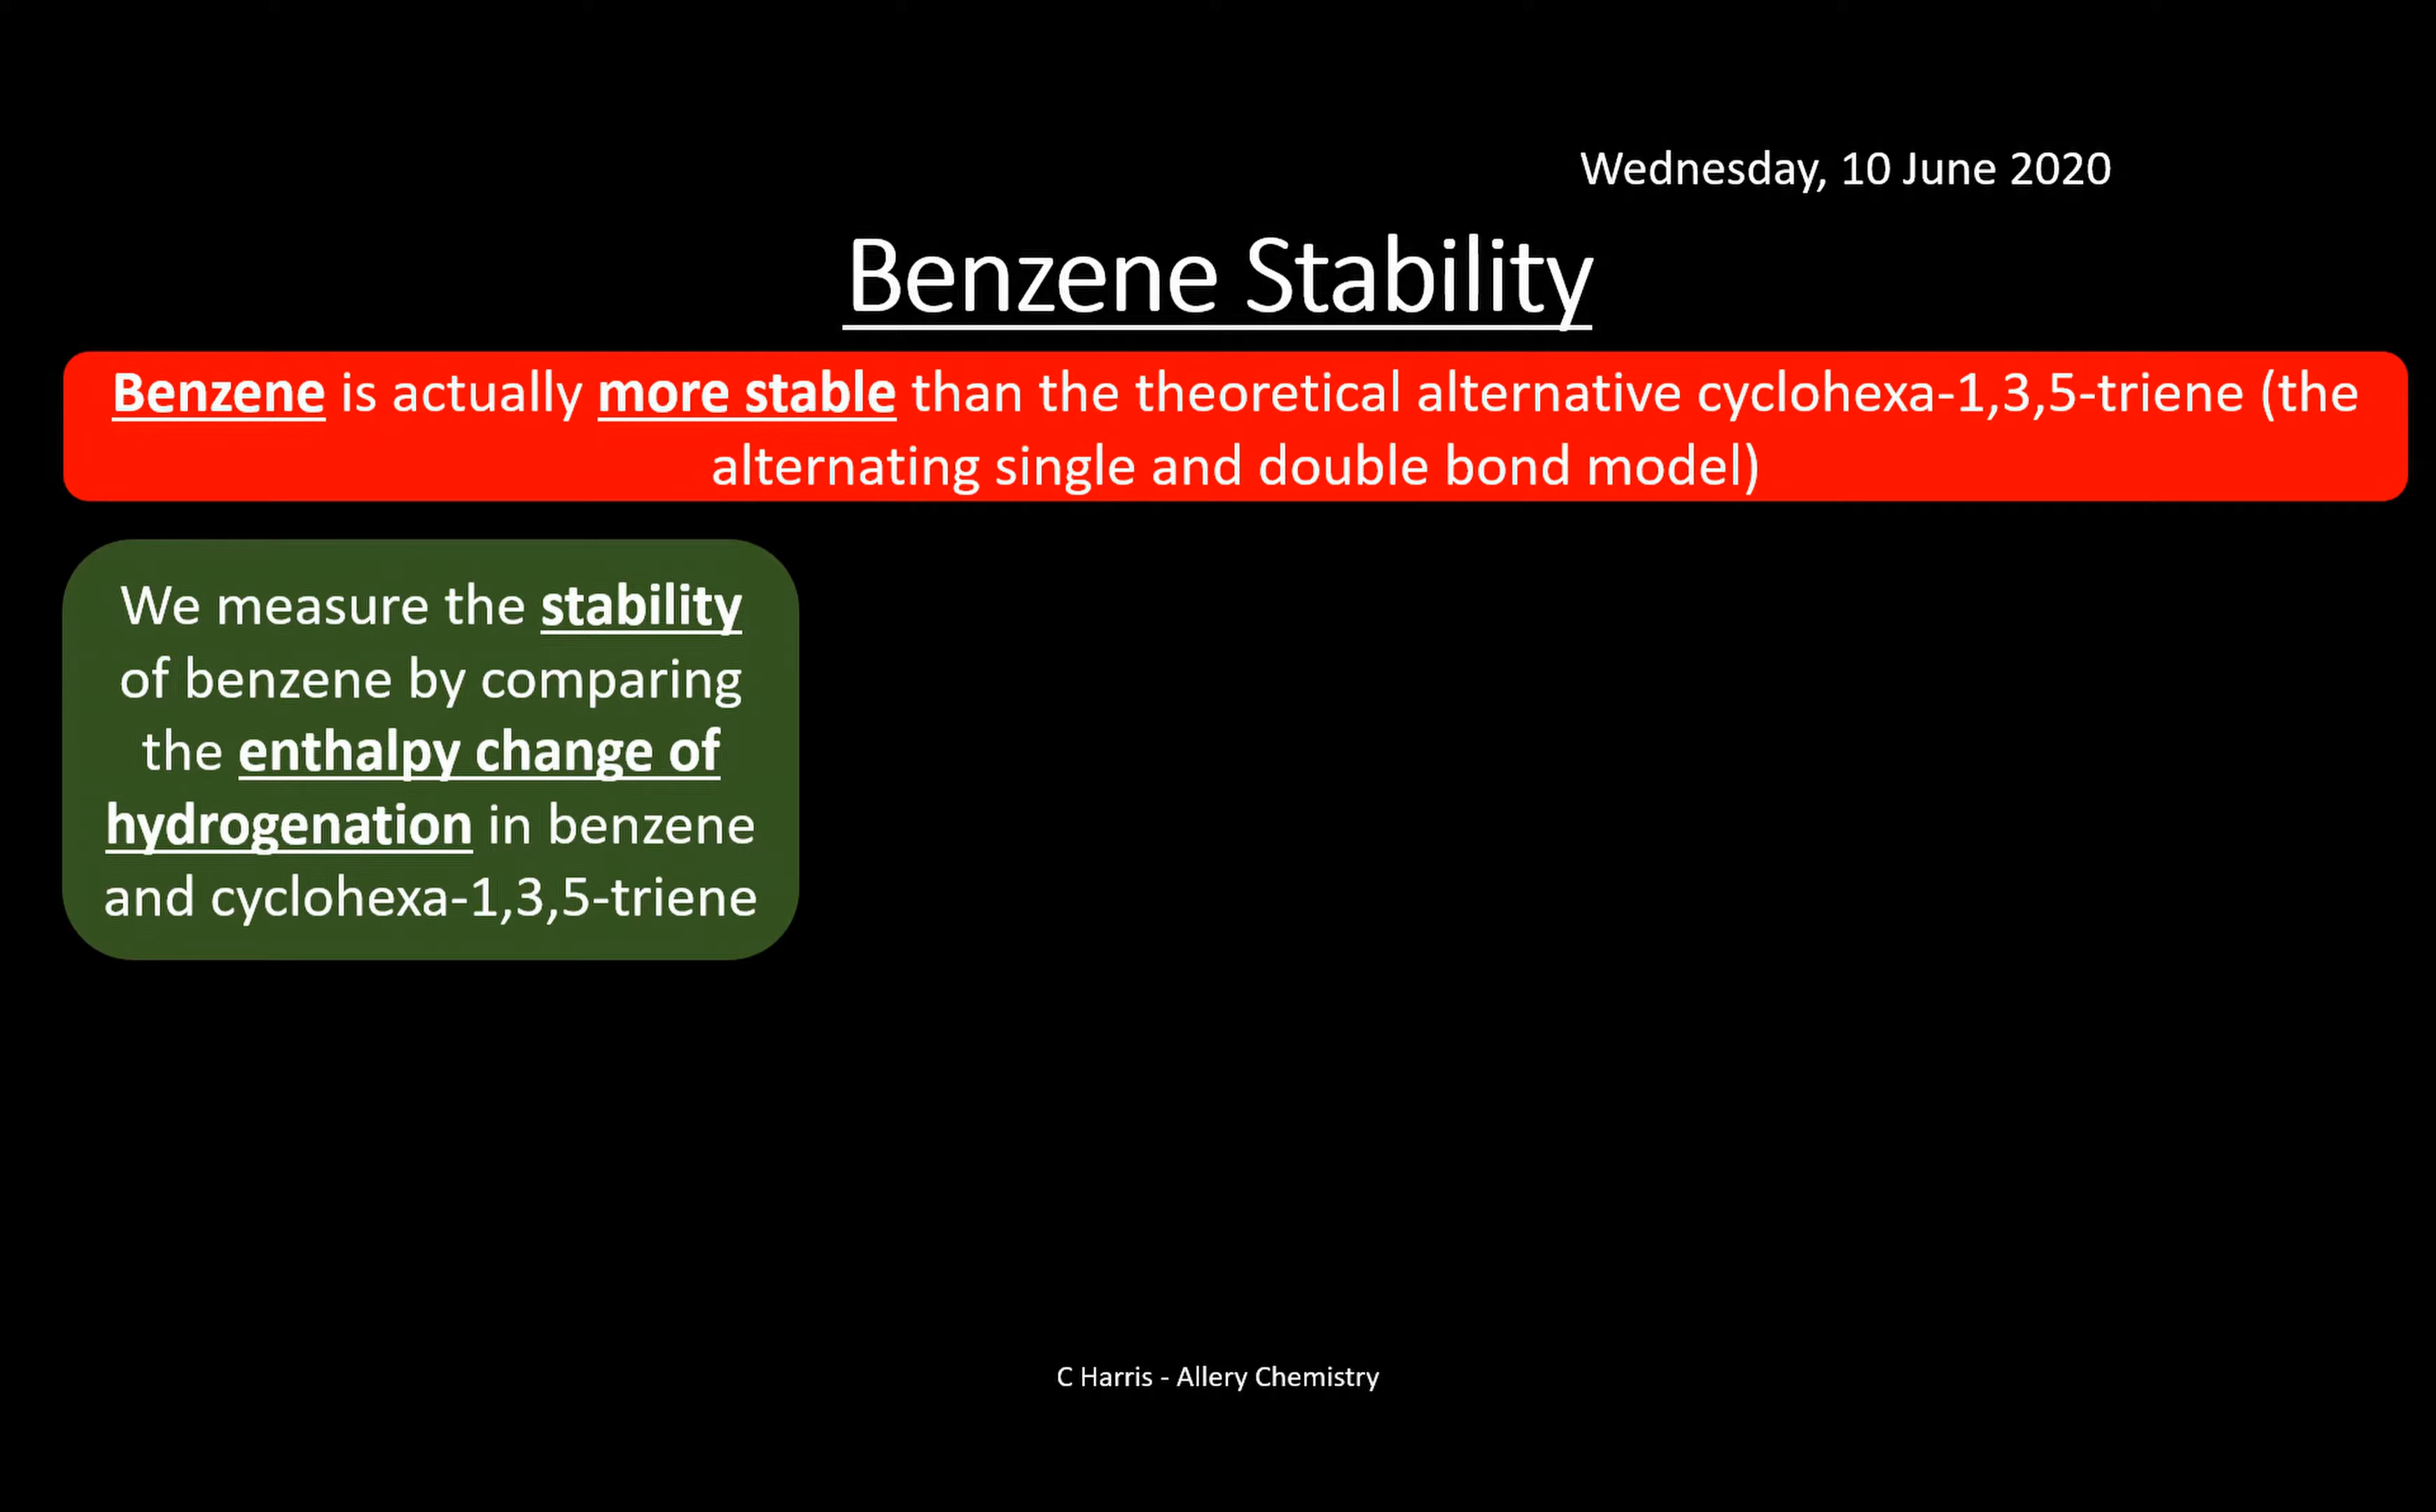 Wednesday, 10 June 2020
Benzene Stability
Benzene is actually more stable than the theoretical alternative cyclohexa-1,3,5-triene (the
alternating single and double bond model)
We measure the stability
of benzene by comparing
the enthalpy change of
hydrogenation in benzene
and cyclohexa-1,3,5-triene
C Harris - Allery Chemistry